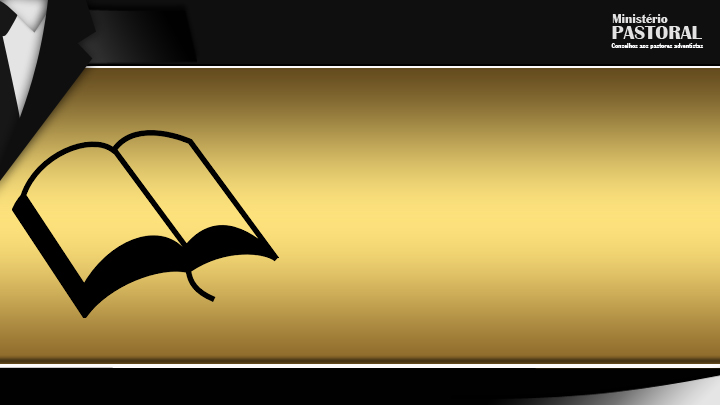 Ministério
PASTORAL
Conselhos aos pastores adventistas